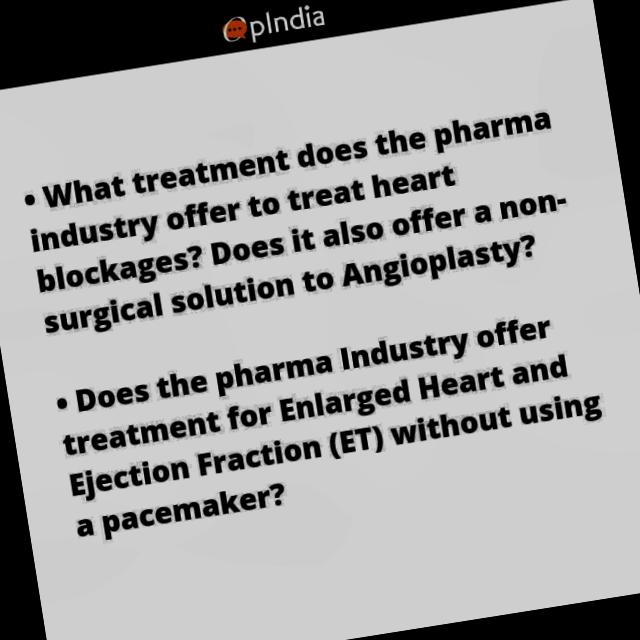 OpIndia
• What treatment does the pharma
industry offer to treat heart
blockages? Does it also offer a non-
surgical solution to Angioplasty?
• Does the pharma Industry offer
treatment for Enlarged Heart and
Ejection Fraction (ET) without using
a pacemaker?